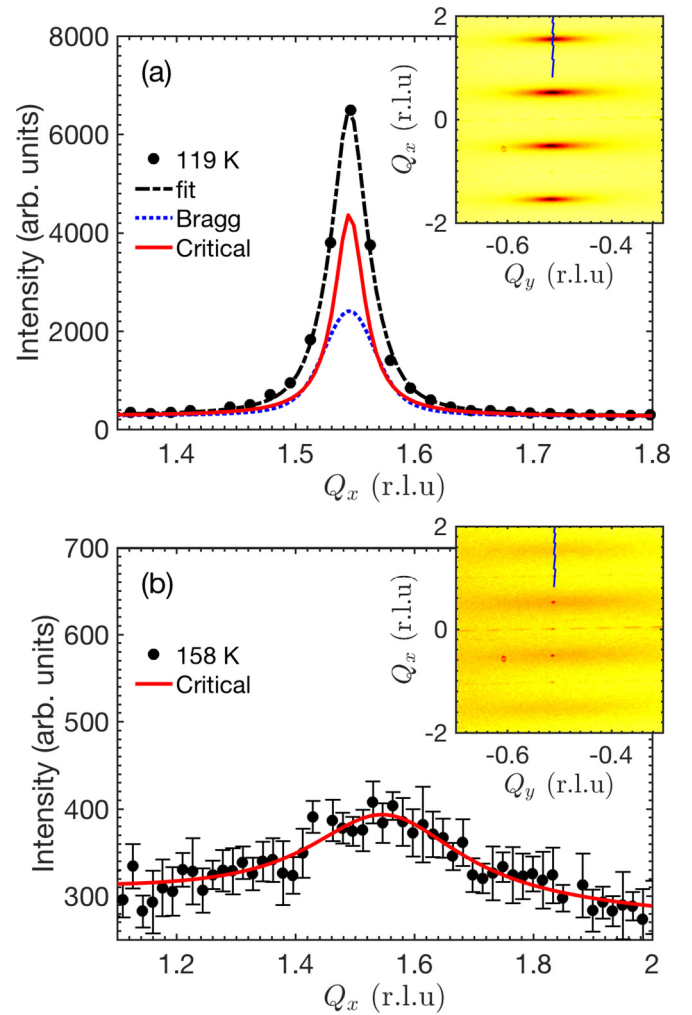 8000
6000
4000
2000
0
Intensity (arb. units)
(a)
119 K
fit
Bragg
Critical
1.4 1.5 1.6 1.7 1.8
Qx (r.l.u)
2
0
-2
Qx (r.l.u)
-0.6 -0.4
Qy (r.l.u)
700
600
500
400
300
Intensity (arb. units)
(b)
158 K
Critical
1.2 1.4 1.6 1.8 2
Qx (r.l.u)
2
0
-2
Qx (r.l.u)
-0.6 -0.4
Qy (r.l.u)